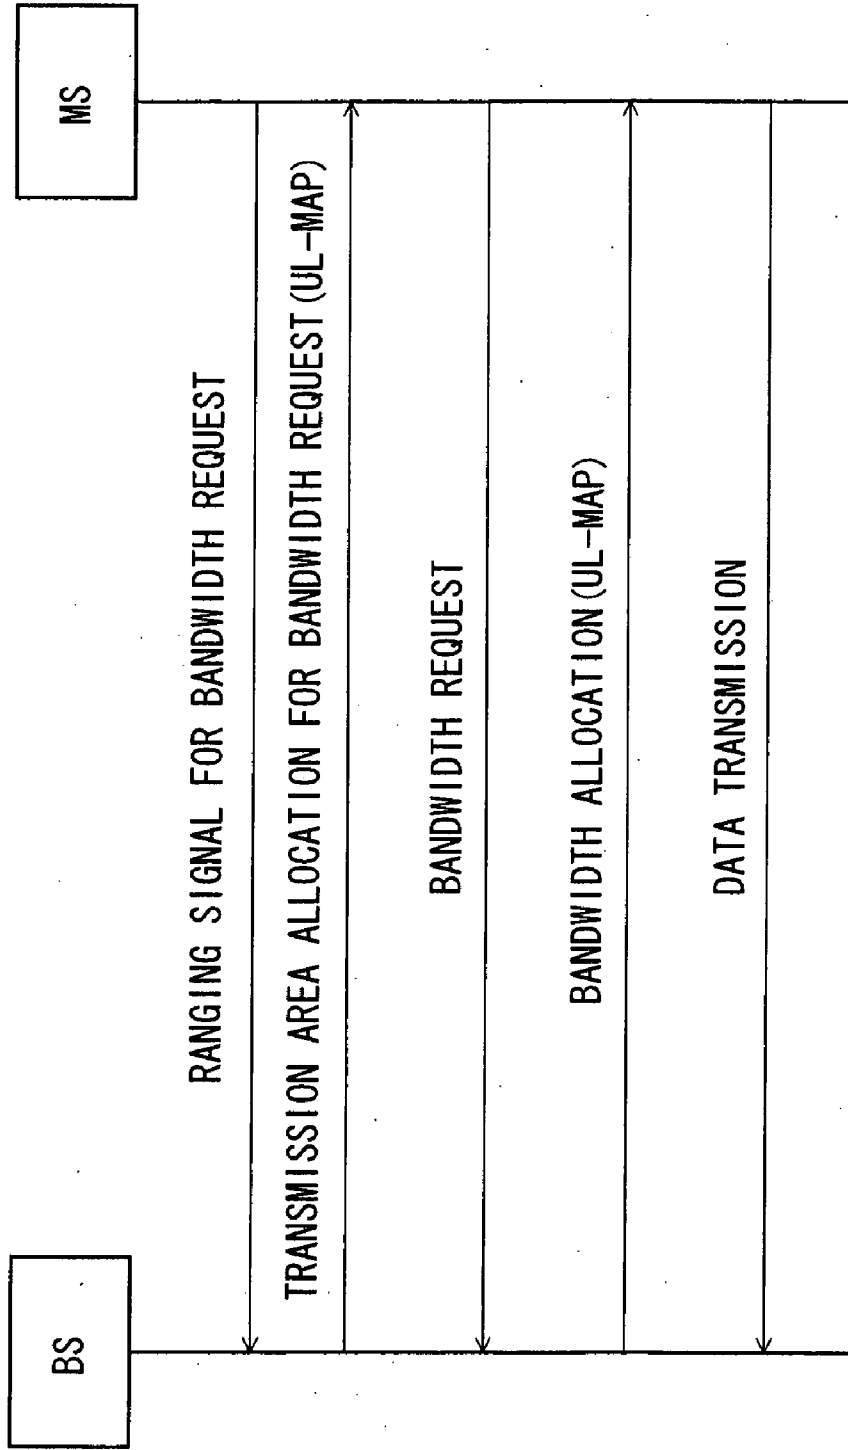 BS
MS
RANGING SIGNAL FOR BANDWIDTH REQUEST
TRANSMISSION AREA ALLOCATION FOR BANDWIDTH REQUEST(UL-MAP)
BANDWIDTH REQUEST
BANDWIDTH ALLOCATION(UL-MAP)
DATA TRANSMISSION